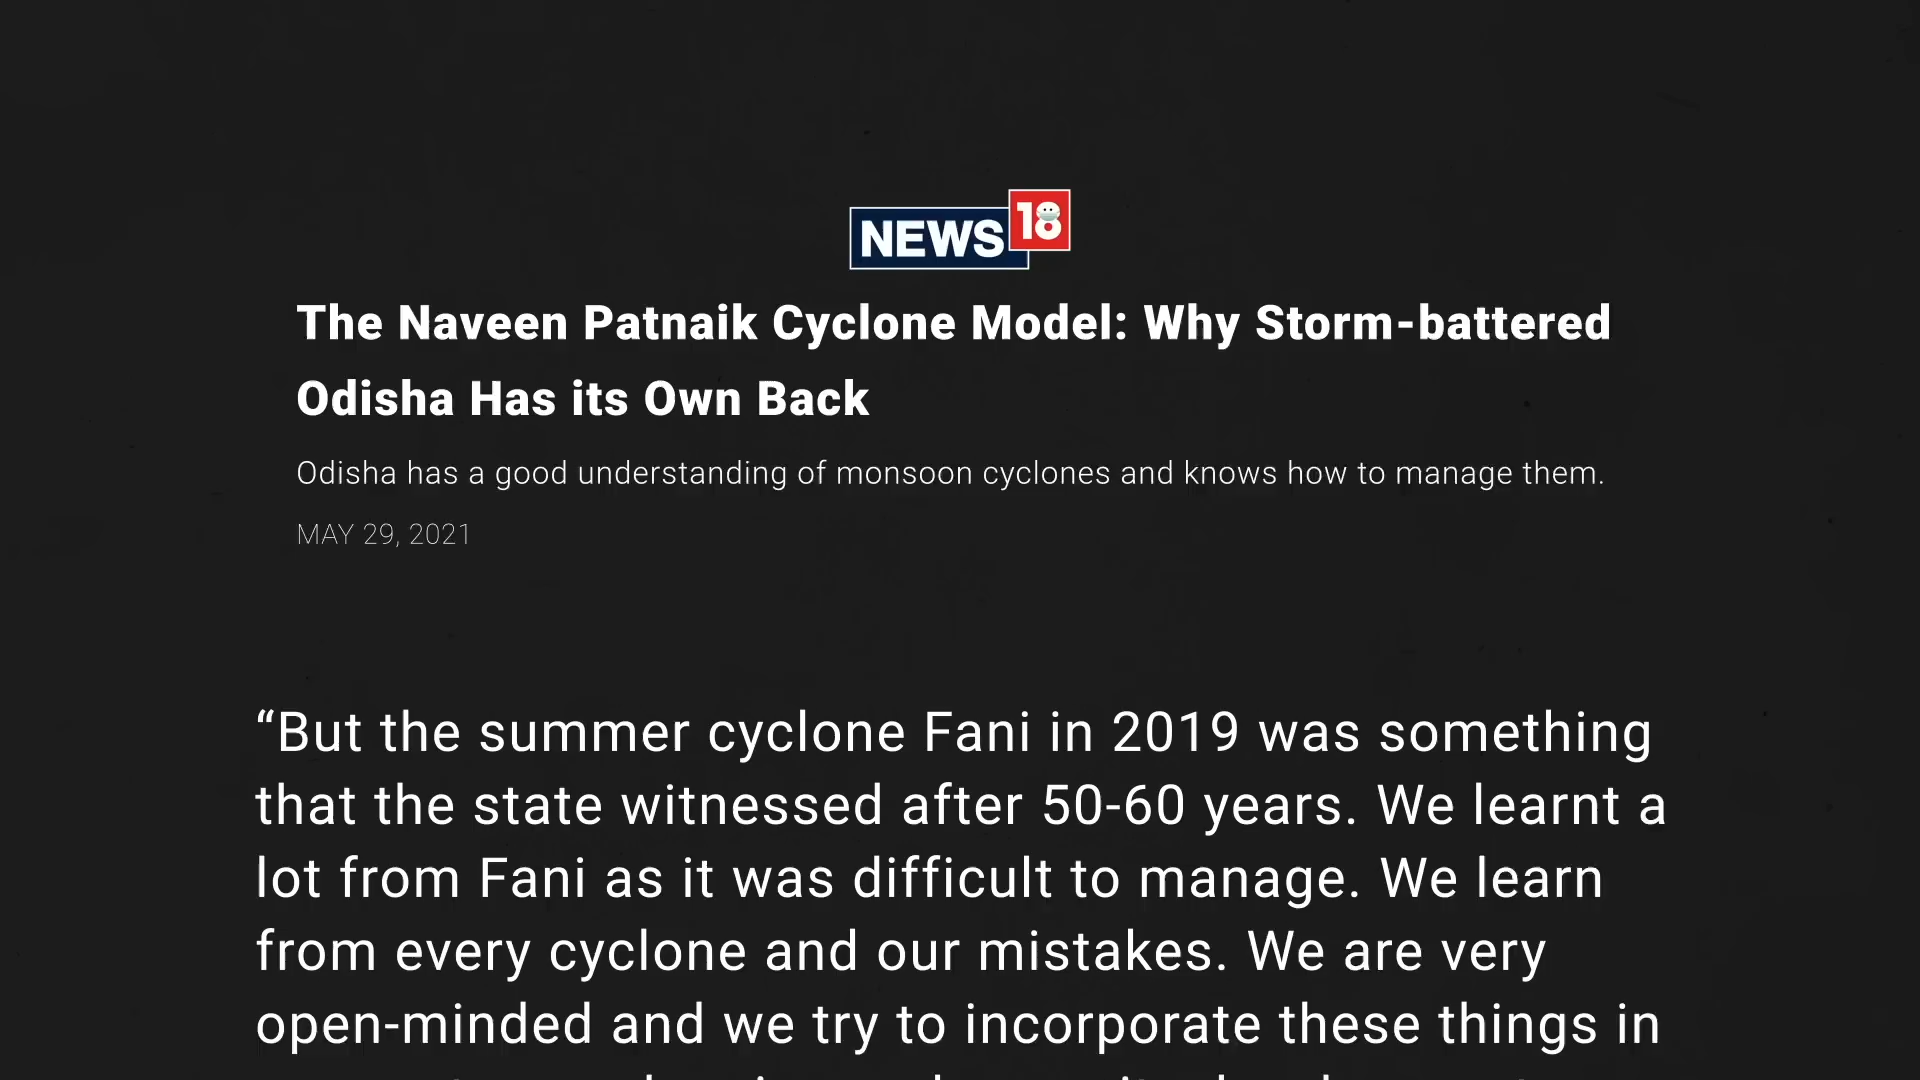 NEWS 18
The Naveen Patnaik Cyclone Model: Why Storm-battered
Odisha Has its Own Back
Odisha has a good understanding of monsoon cyclones and knows how to manage them.
MAY 29, 2021
“But the summer cyclone Fani in 2019 was something
that the state witnessed after 50-60 years. We learnt a
lot from Fani as it was difficult to manage. We learn
from every cyclone and our mistakes. We are very
open-minded and we try to incorporate these things in